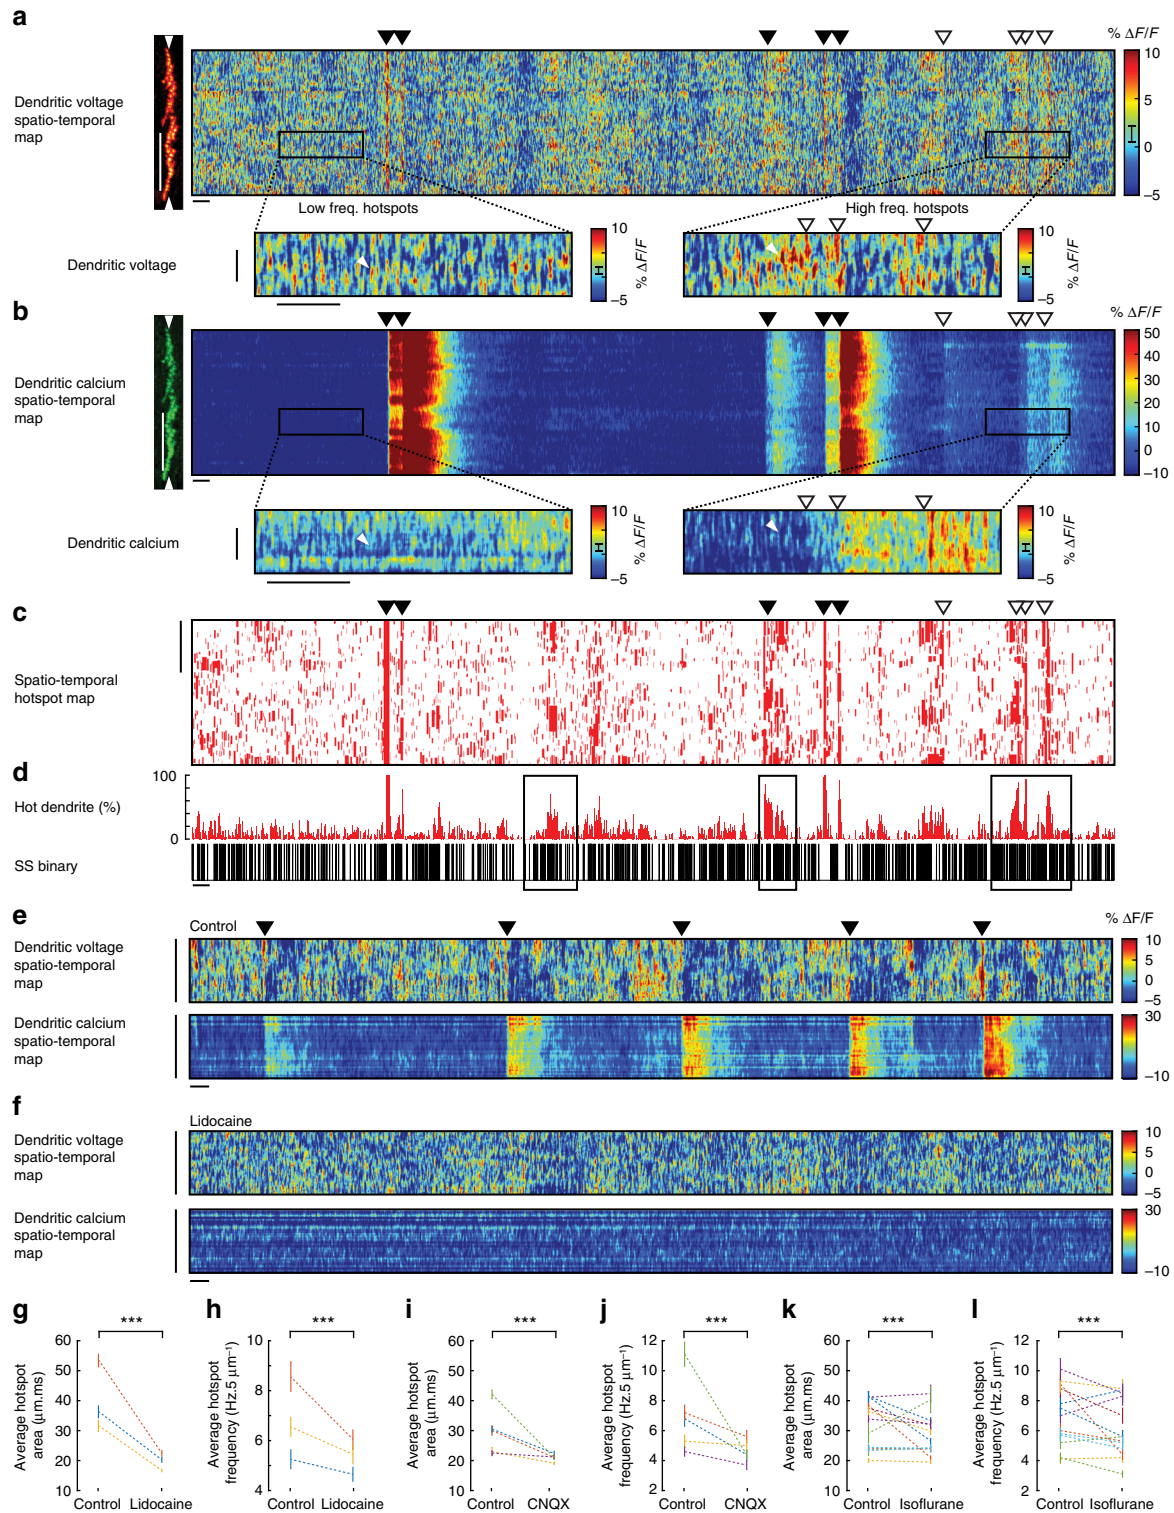 a
% ΔF/F
Dendritic voltage
spatio-temporal
map
10
5
0
–5
Low freq. hotspots
High freq. hotspots
Dendritic voltage
10
–5
% ΔF/F
10
–5
% ΔF/F
b
% ΔF/F
Dendritic calcium
spatio-temporal
map
50
40
30
20
10
0
–10
Dendritic calcium
10
–5
% ΔF/F
10
–5
% ΔF/F
c
Spatio-temporal
hotspot map
d
100
Hot dendrite (%)
0
SS binary
e
Control
% ΔF/F
Dendritic voltage
spatio-temporal
map
10
5
0
–5
Dendritic calcium
spatio-temporal
map
30
–10
f
Lidocaine
Dendritic voltage
spatio-temporal
map
10
5
0
–5
Dendritic calcium
spatio-temporal
map
30
–10
g
***
Average hotspot
area (μm.ms)
60
50
40
30
20
10
Control Lidocaine
h
***
Average hotspot
frequency (Hz.5 μm⁻¹)
10
8
6
4
Control Lidocaine
i
***
Average hotspot
area (μm.ms)
60
50
40
30
20
10
Control CNQX
j
***
Average hotspot
frequency (Hz.5 μm⁻¹)
12
10
8
6
4
2
Control CNQX
k
***
Average hotspot
area (μm.ms)
60
50
40
30
20
10
Control Isoflurane
l
***
Average hotspot
frequency (Hz.5 μm⁻¹)
12
10
8
6
4
2
Control Isoflurane